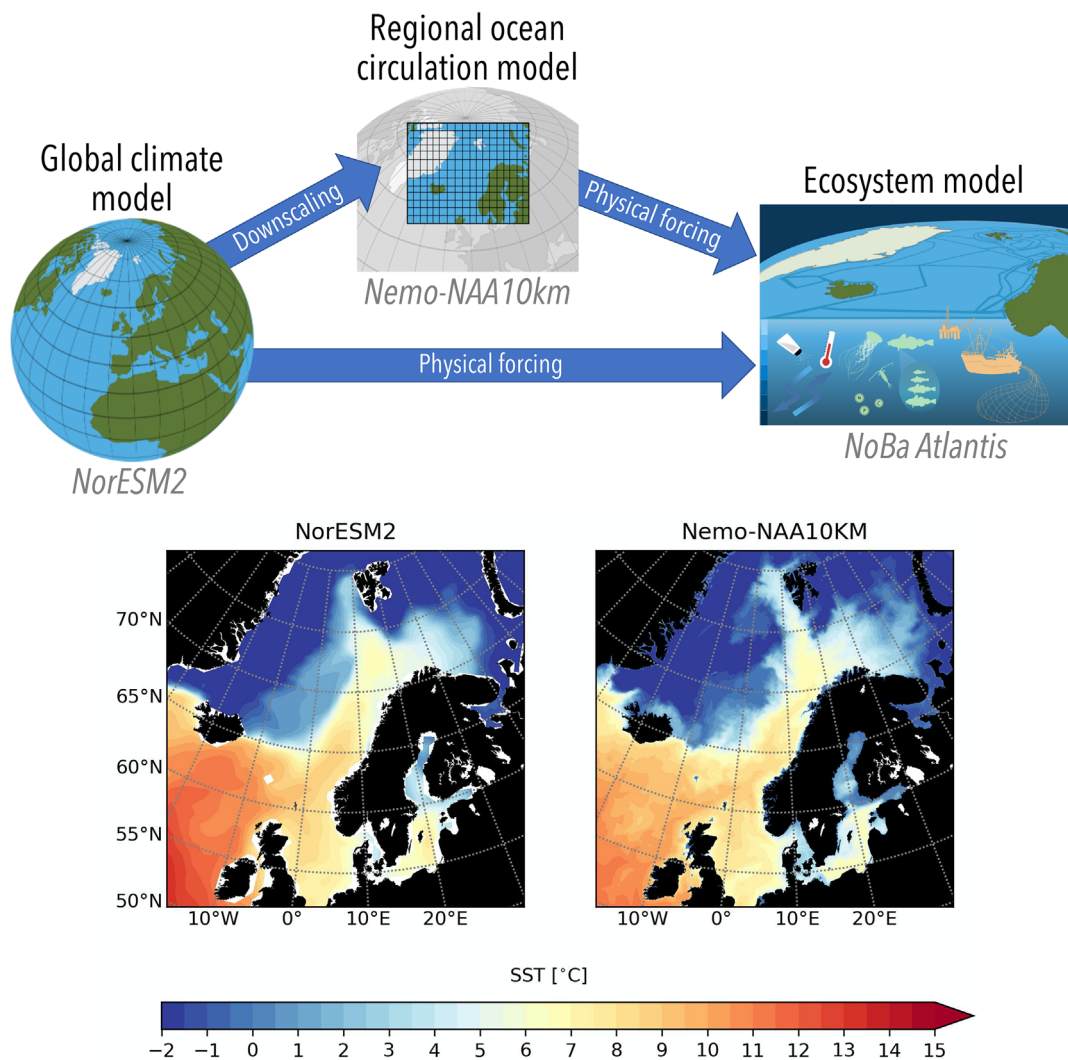 Regional ocean
circulation model
Global climate
model
Ecosystem model
Downscaling
Physical forcing
Nemo-NAA10km
Physical forcing
NorESM2
NoBa Atlantis
N
C
P
NorESM2
Nemo-NAA10KM
70°N
65°N
60°N
55°N
50°N
10°W 0° 10°E 20°E
10°W 0° 10°E 20°E
SST [°C]
−2 −1 0 1 2 3 4 5 6 7 8 9 10 11 12 13 14 15